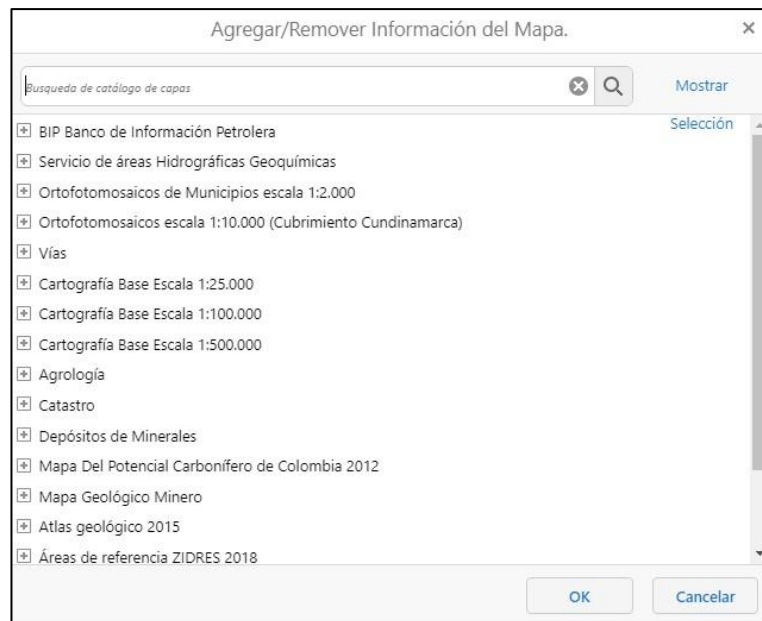 Agregar/Remover Información del Mapa.
Busqueda de catálogo de capas
Mostrar
Selección
BIP Banco de Información Petrolera
Servicio de áreas Hidrográficas Geoquímicas
Ortofotomosaicos de Municipios escala 1:2.000
Ortofotomosaicos escala 1:10.000 (Cubrimiento Cundinamarca)
Vías
Cartografía Base Escala 1:25.000
Cartografía Base Escala 1:100.000
Cartografía Base Escala 1:500.000
Agrología
Catastro
Depósitos de Minerales
Mapa Del Potencial Carbonífero de Colombia 2012
Mapa Geológico Minero
Atlas geológico 2015
Áreas de referencia ZIDRES 2018
OK
Cancelar